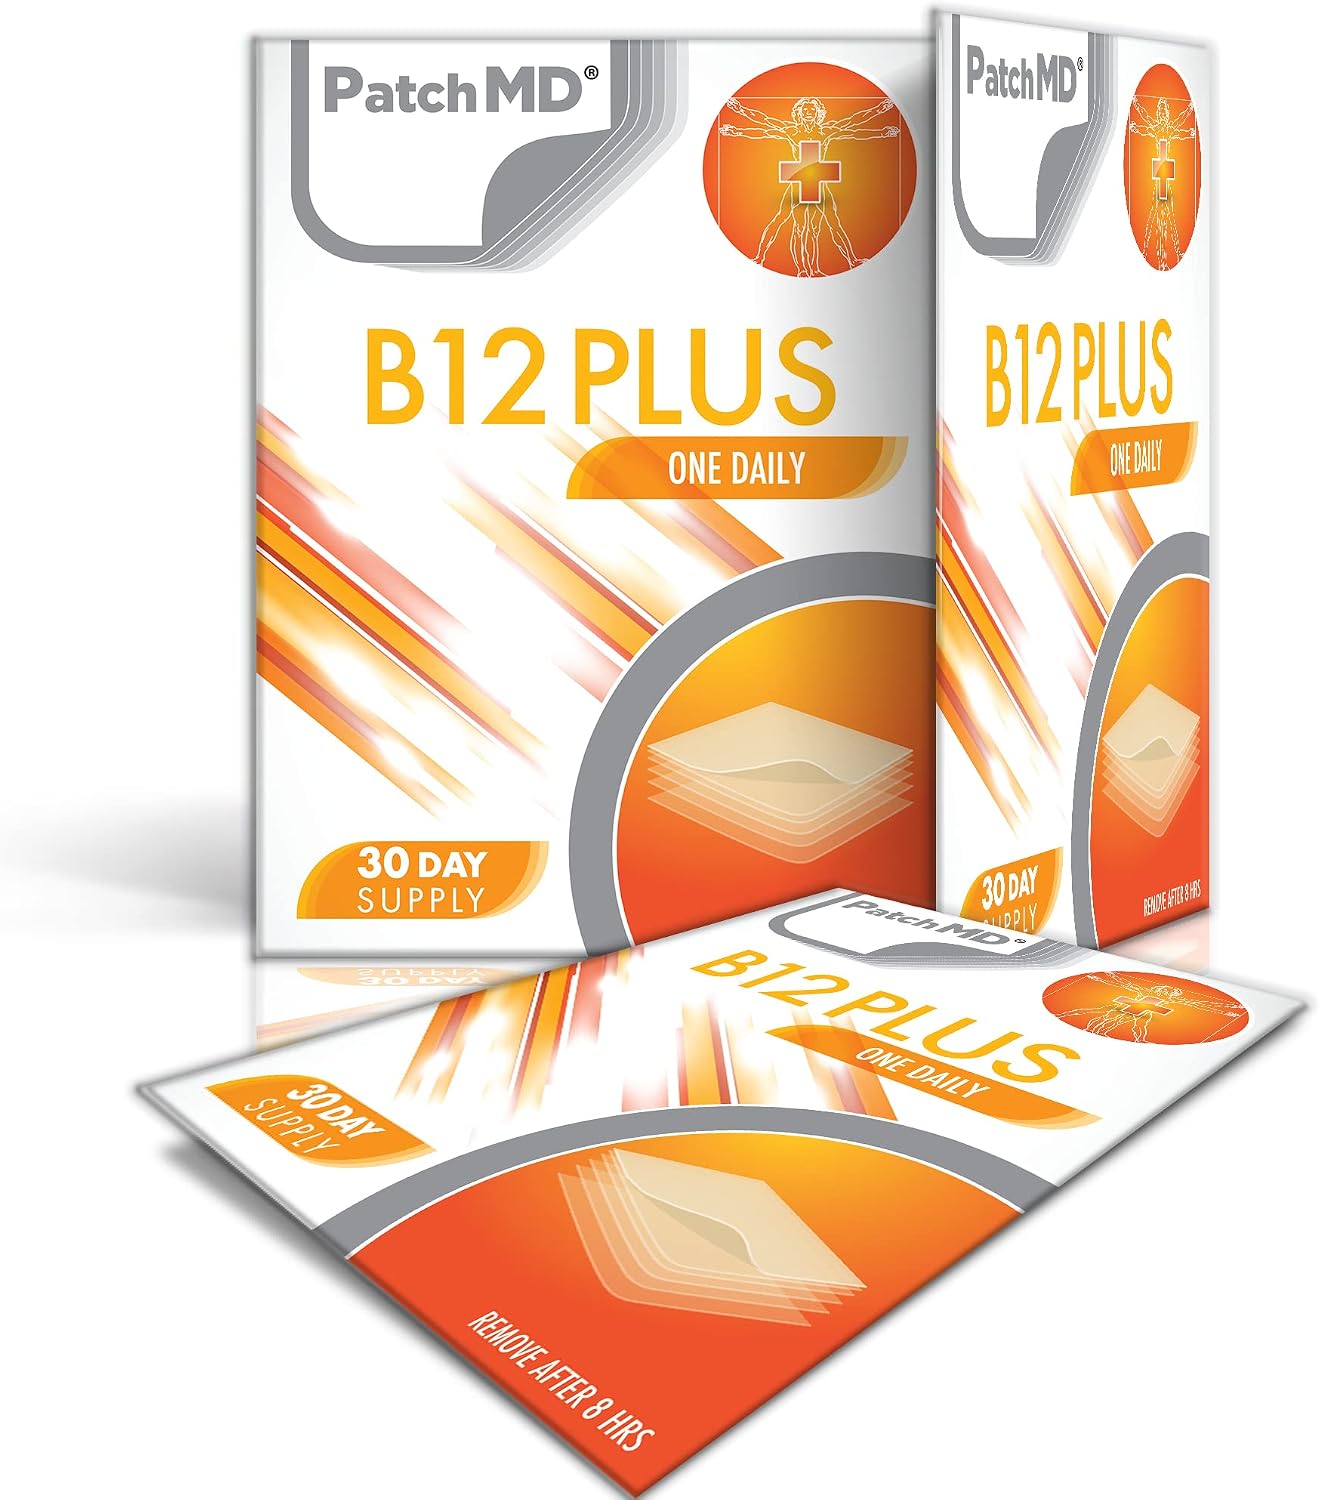 PatchMD®
B12 PLUS
ONE DAILY
30 DAY
SUPPLY
PatchMD®
B12 PLUS
ONE DAILY
30 DAY
SUPPLY
REMOVE AFTER 8 HRS
PatchMD®
B12 PLUS
ONE DAILY
30 DAY
SUPPLY
REMOVE AFTER 8 HRS